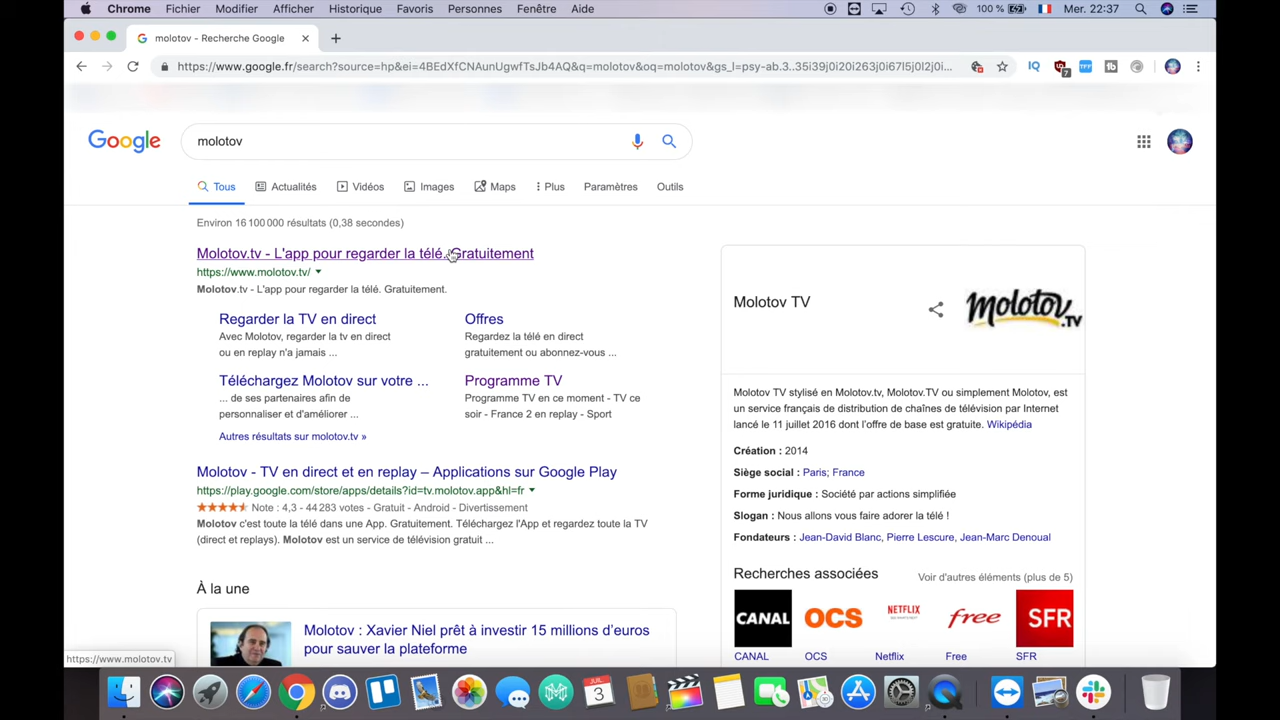 Chrome Fichier Modifier Afficher Historique Favoris Personnes Fenêtre Aide 100 % Mer. 22:37
molotov - Recherche Google
https://www.google.fr/search?source=hp&ei=4BEdXfCNAunUgwfTsJb4AQ&q=molotov&oq=molotov&gs_l=psy-ab.3..35i39j0i20i263j0i67l5j0l2j0i...
Google
molotov
Tous Actualités Vidéos Images Maps Plus Paramètres Outils
Environ 16 100 000 résultats (0,38 secondes)
Molotov.tv - L'app pour regarder la télé. Gratuitement
https://www.molotov.tv/
Molotov.tv - L'app pour regarder la télé. Gratuitement.
Regarder la TV en direct
Avec Molotov, regarder la tv en direct
ou en replay n'a jamais ...
Offres
Regardez la télé en direct
gratuitement ou abonnez-vous ...
Téléchargez Molotov sur votre ...
... de ses partenaires afin de
personnaliser et d'améliorer ...
Programme TV
Programme TV en ce moment - TV ce
soir - France 2 en replay - Sport
Autres résultats sur molotov.tv »
Molotov - TV en direct et en replay – Applications sur Google Play
https://play.google.com/store/apps/details?id=tv.molotov.app&hl=fr
Note : 4,3 - 44 283 votes - Gratuit - Android - Divertissement
Molotov c'est toute la télé dans une App. Gratuitement. Téléchargez l'App et regardez toute la TV
(direct et replays). Molotov est un service de télévision gratuit ...
À la une
Molotov : Xavier Niel prêt à investir 15 millions d'euros
pour sauver la plateforme
Molotov TV
molotov.TV
Molotov TV stylisé en Molotov.tv, Molotov.TV ou simplement Molotov, est
un service français de distribution de chaînes de télévision par Internet
lancé le 11 juillet 2016 dont l'offre de base est gratuite. Wikipédia
Création : 2014
Siège social : Paris; France
Forme juridique : Société par actions simplifiée
Slogan : Nous allons vous faire adorer la télé !
Fondateurs : Jean-David Blanc, Pierre Lescure, Jean-Marc Denoual
Recherches associées
Voir d'autres éléments (plus de 5)
CANAL OCS NETFLIX free SFR
CANAL OCS Netflix Free SFR
https://www.molotov.tv
JUL
3